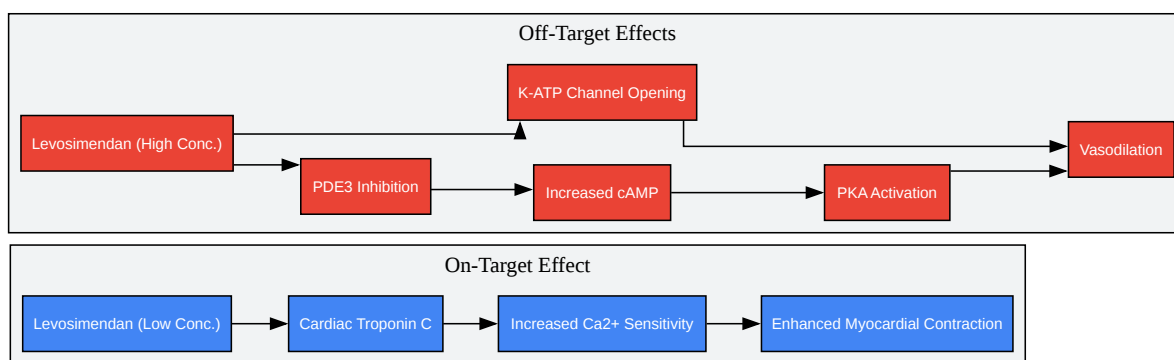 Off-Target Effects
K-ATP Channel Opening
Levosimendan (High Conc.)
Vasodilation
PDE3 Inhibition
Increased cAMP
PKA Activation
On-Target Effect
Levosimendan (Low Conc.)
Cardiac Troponin C
Increased Ca2+ Sensitivity
Enhanced Myocardial Contraction